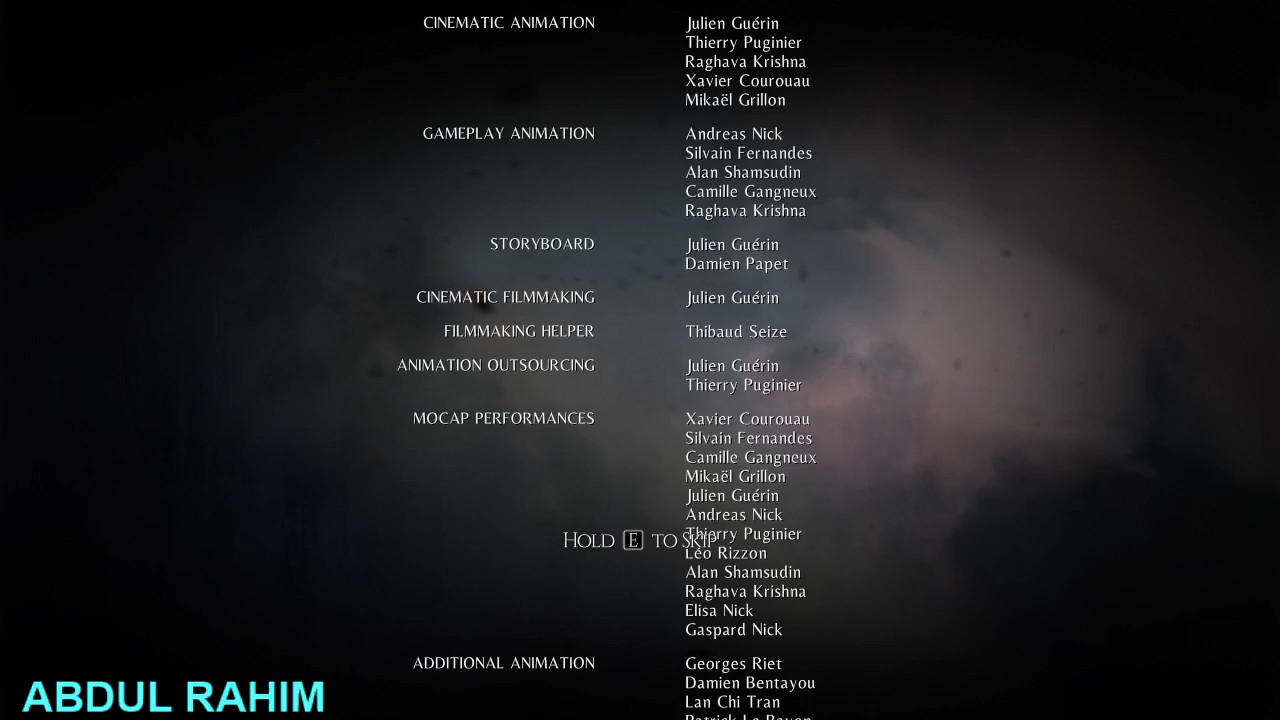 CINEMATIC ANIMATION Julien Guérin
Thierry Puginier
Raghava Krishna
Xavier Courouau
Mikaël Grillon
GAMEPLAY ANIMATION Andreas Nick
Silvain Fernandes
Alan Shamsudin
Camille Gangneux
Raghava Krishna
STORYBOARD Julien Guérin
Damien Papet
CINEMATIC FILMMAKING Julien Guérin
FILMMAKING HELPER Thibaud Seize
ANIMATION OUTSOURCING Julien Guérin
Thierry Puginier
MOCAP PERFORMANCES Xavier Courouau
Silvain Fernandes
Camille Gangneux
Mikaël Grillon
Julien Guérin
Andreas Nick
Thierry Puginier
HOLD E TO SKIP
Léo Rizzon
Alan Shamsudin
Raghava Krishna
Elisa Nick
Gaspard Nick
ADDITIONAL ANIMATION Georges Riet
Damien Bentayou
Lan Chi Tran
ABDUL RAHIM